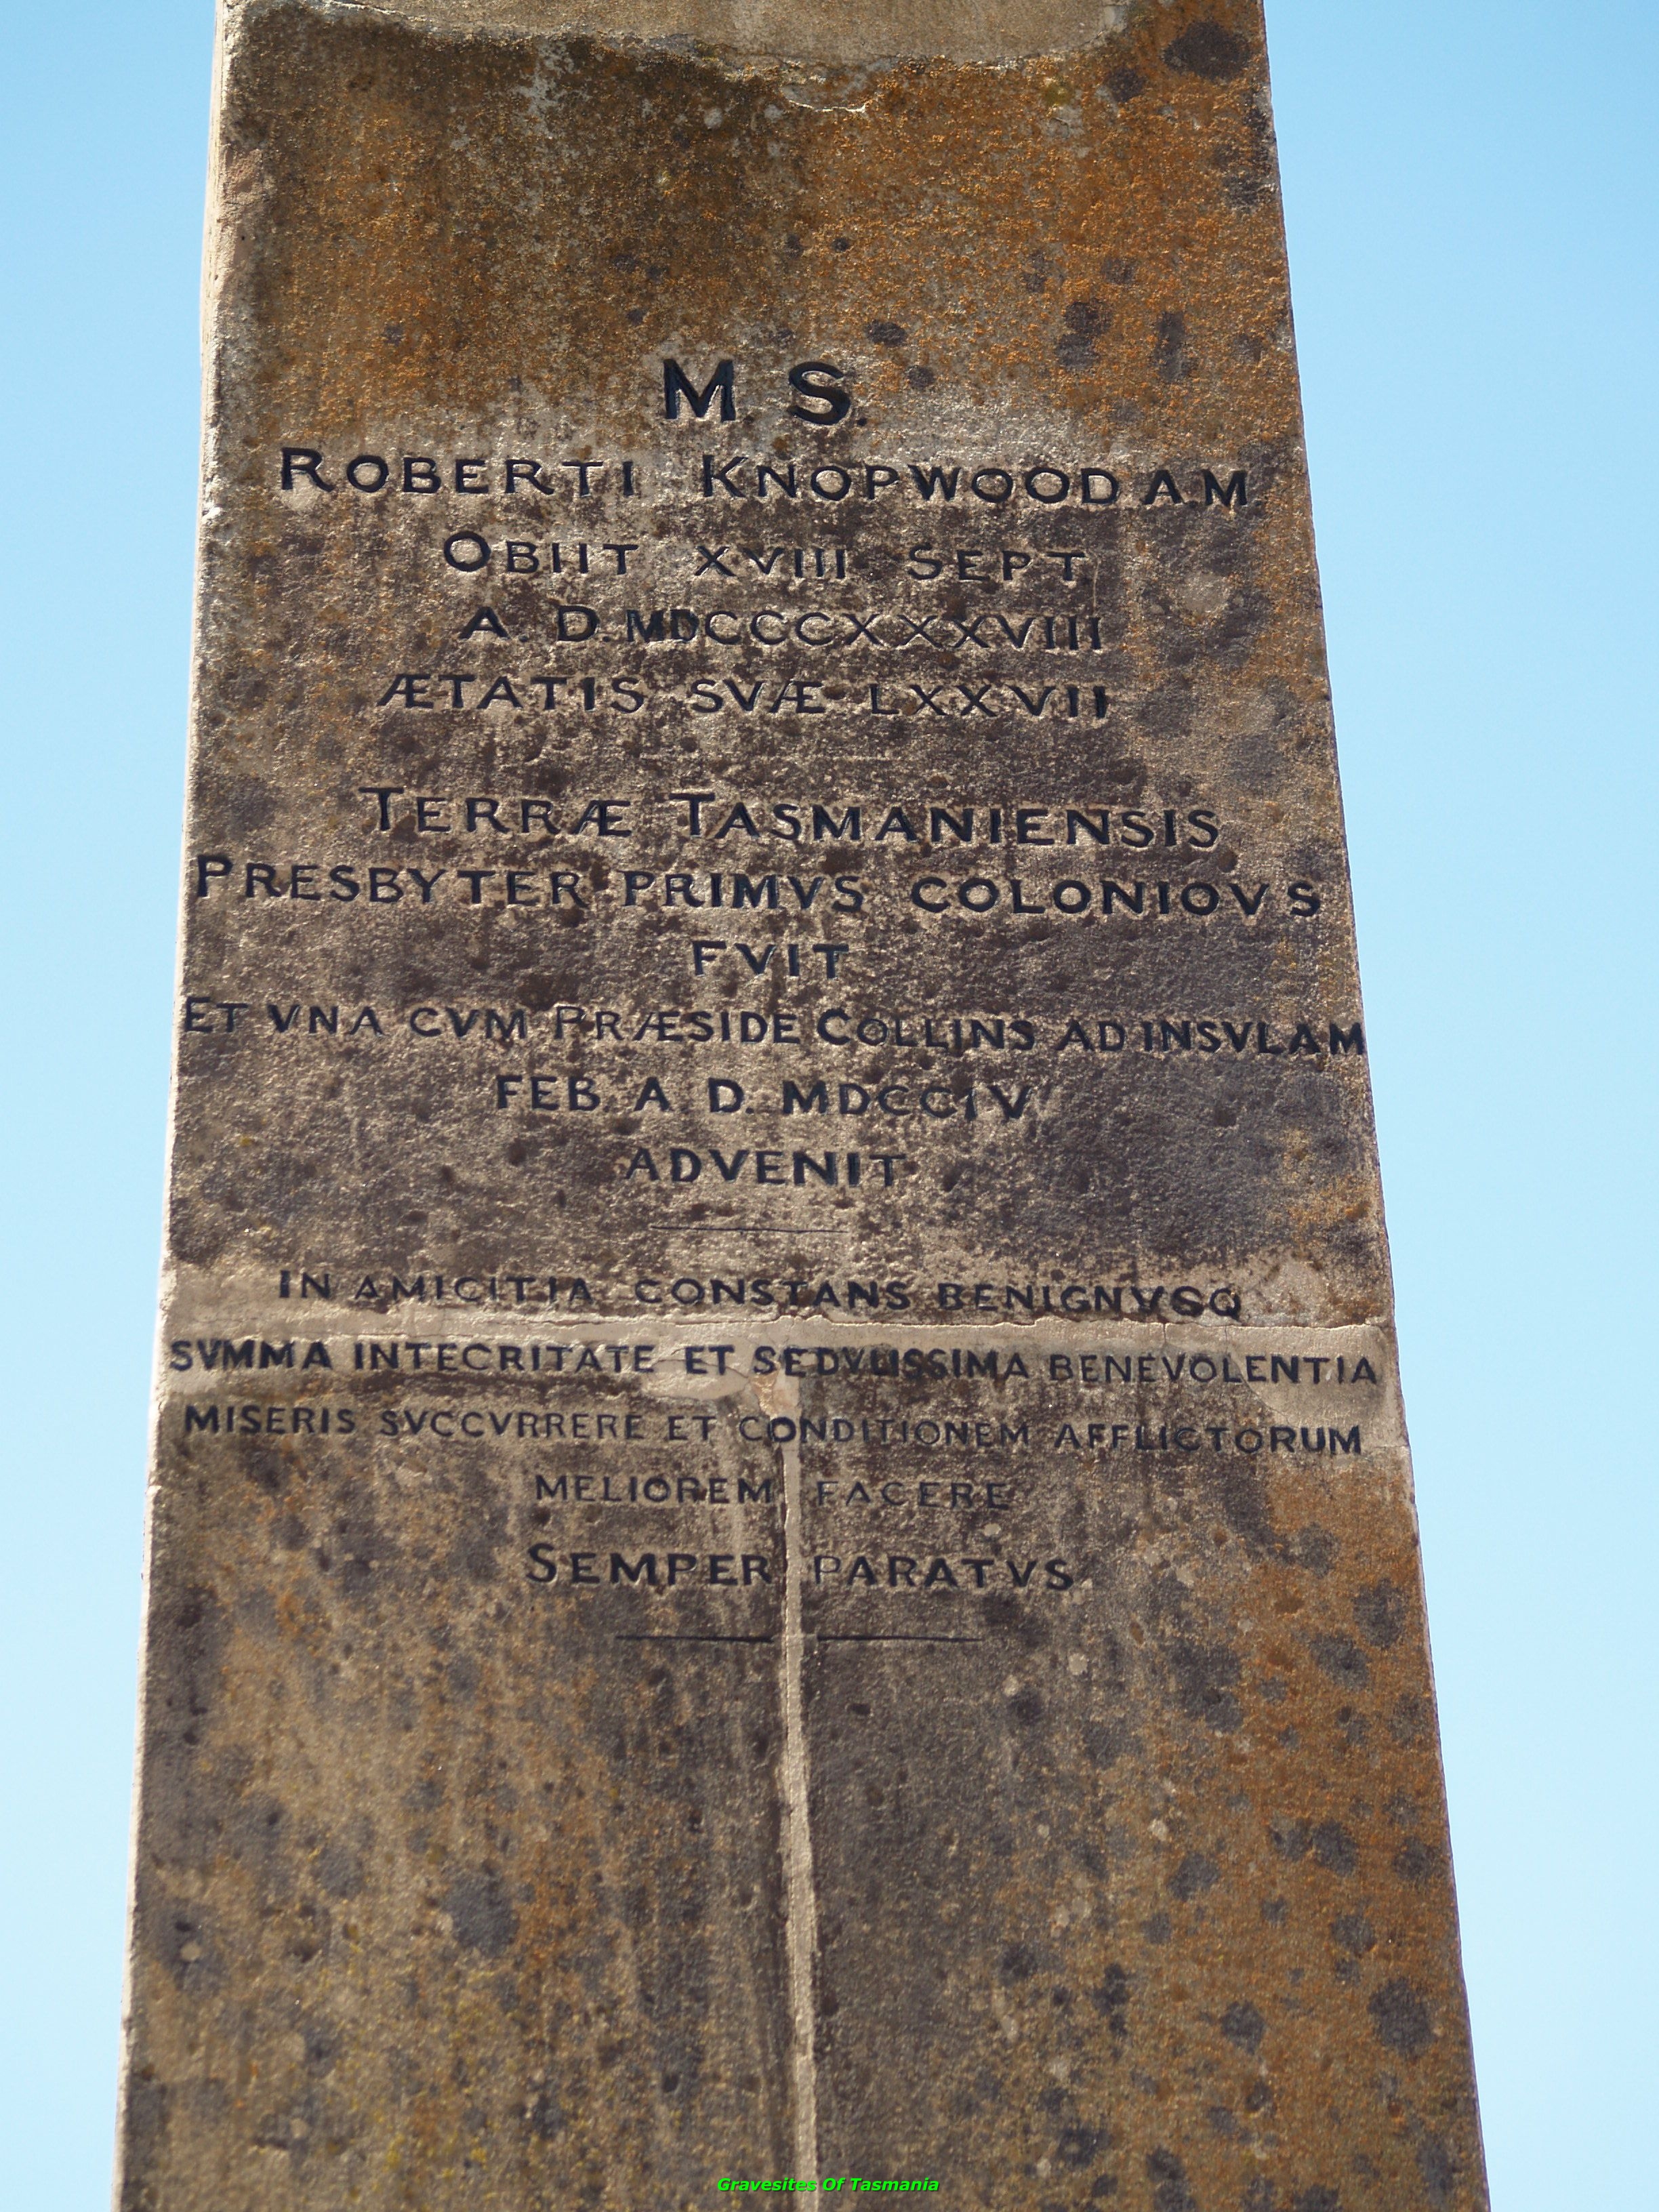 M S.
ROBERTI KNOPWOOD A.M.
OBIIT XVIII SEPT
A. D. MDCCCXXXVIII
ÆTATIS SVÆ LXXVII
TERRÆ TASMANIENSIS
PRESBYTER PRIMVS COLONIOVS
FVIT
ET VNA CVM PRÆSIDE COLLINS AD INSVLAM
FEB. A. D. MDCCIV
ADVENIT
IN AMICITIA CONSTANS BENIGNVSQ
SVMMA INTECRITATE ET SEDVLISSIMA BENEVOLENTIA
MISERIS SVCCVRRERE ET CONDITIONEM AFFLICTORUM
MELIOREM FACERE
SEMPER PARATVS
Gravesites Of Tasmania